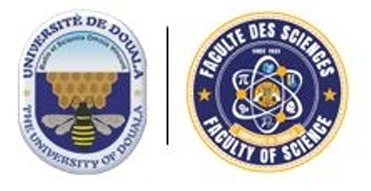 UNIVERSITÉ DE DOUALA
THE UNIVERSITY OF DOUALA
FACULTE DES SCIENCES
FACULTY OF SCIENCE
π